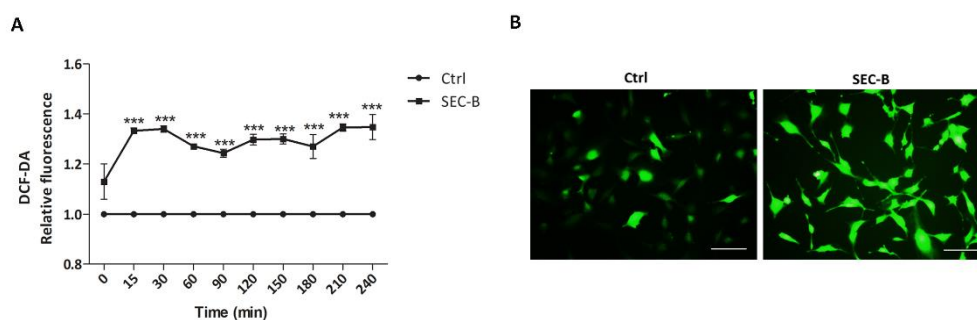 A
DCF-DA
Relative fluorescence
1.6
1.4
1.2
1.0
0.8
*** *** *** *** *** *** *** *** ***
0 15 30 60 90 120 150 180 210 240
Time (min)
Ctrl
SEC-B
B
Ctrl
SEC-B